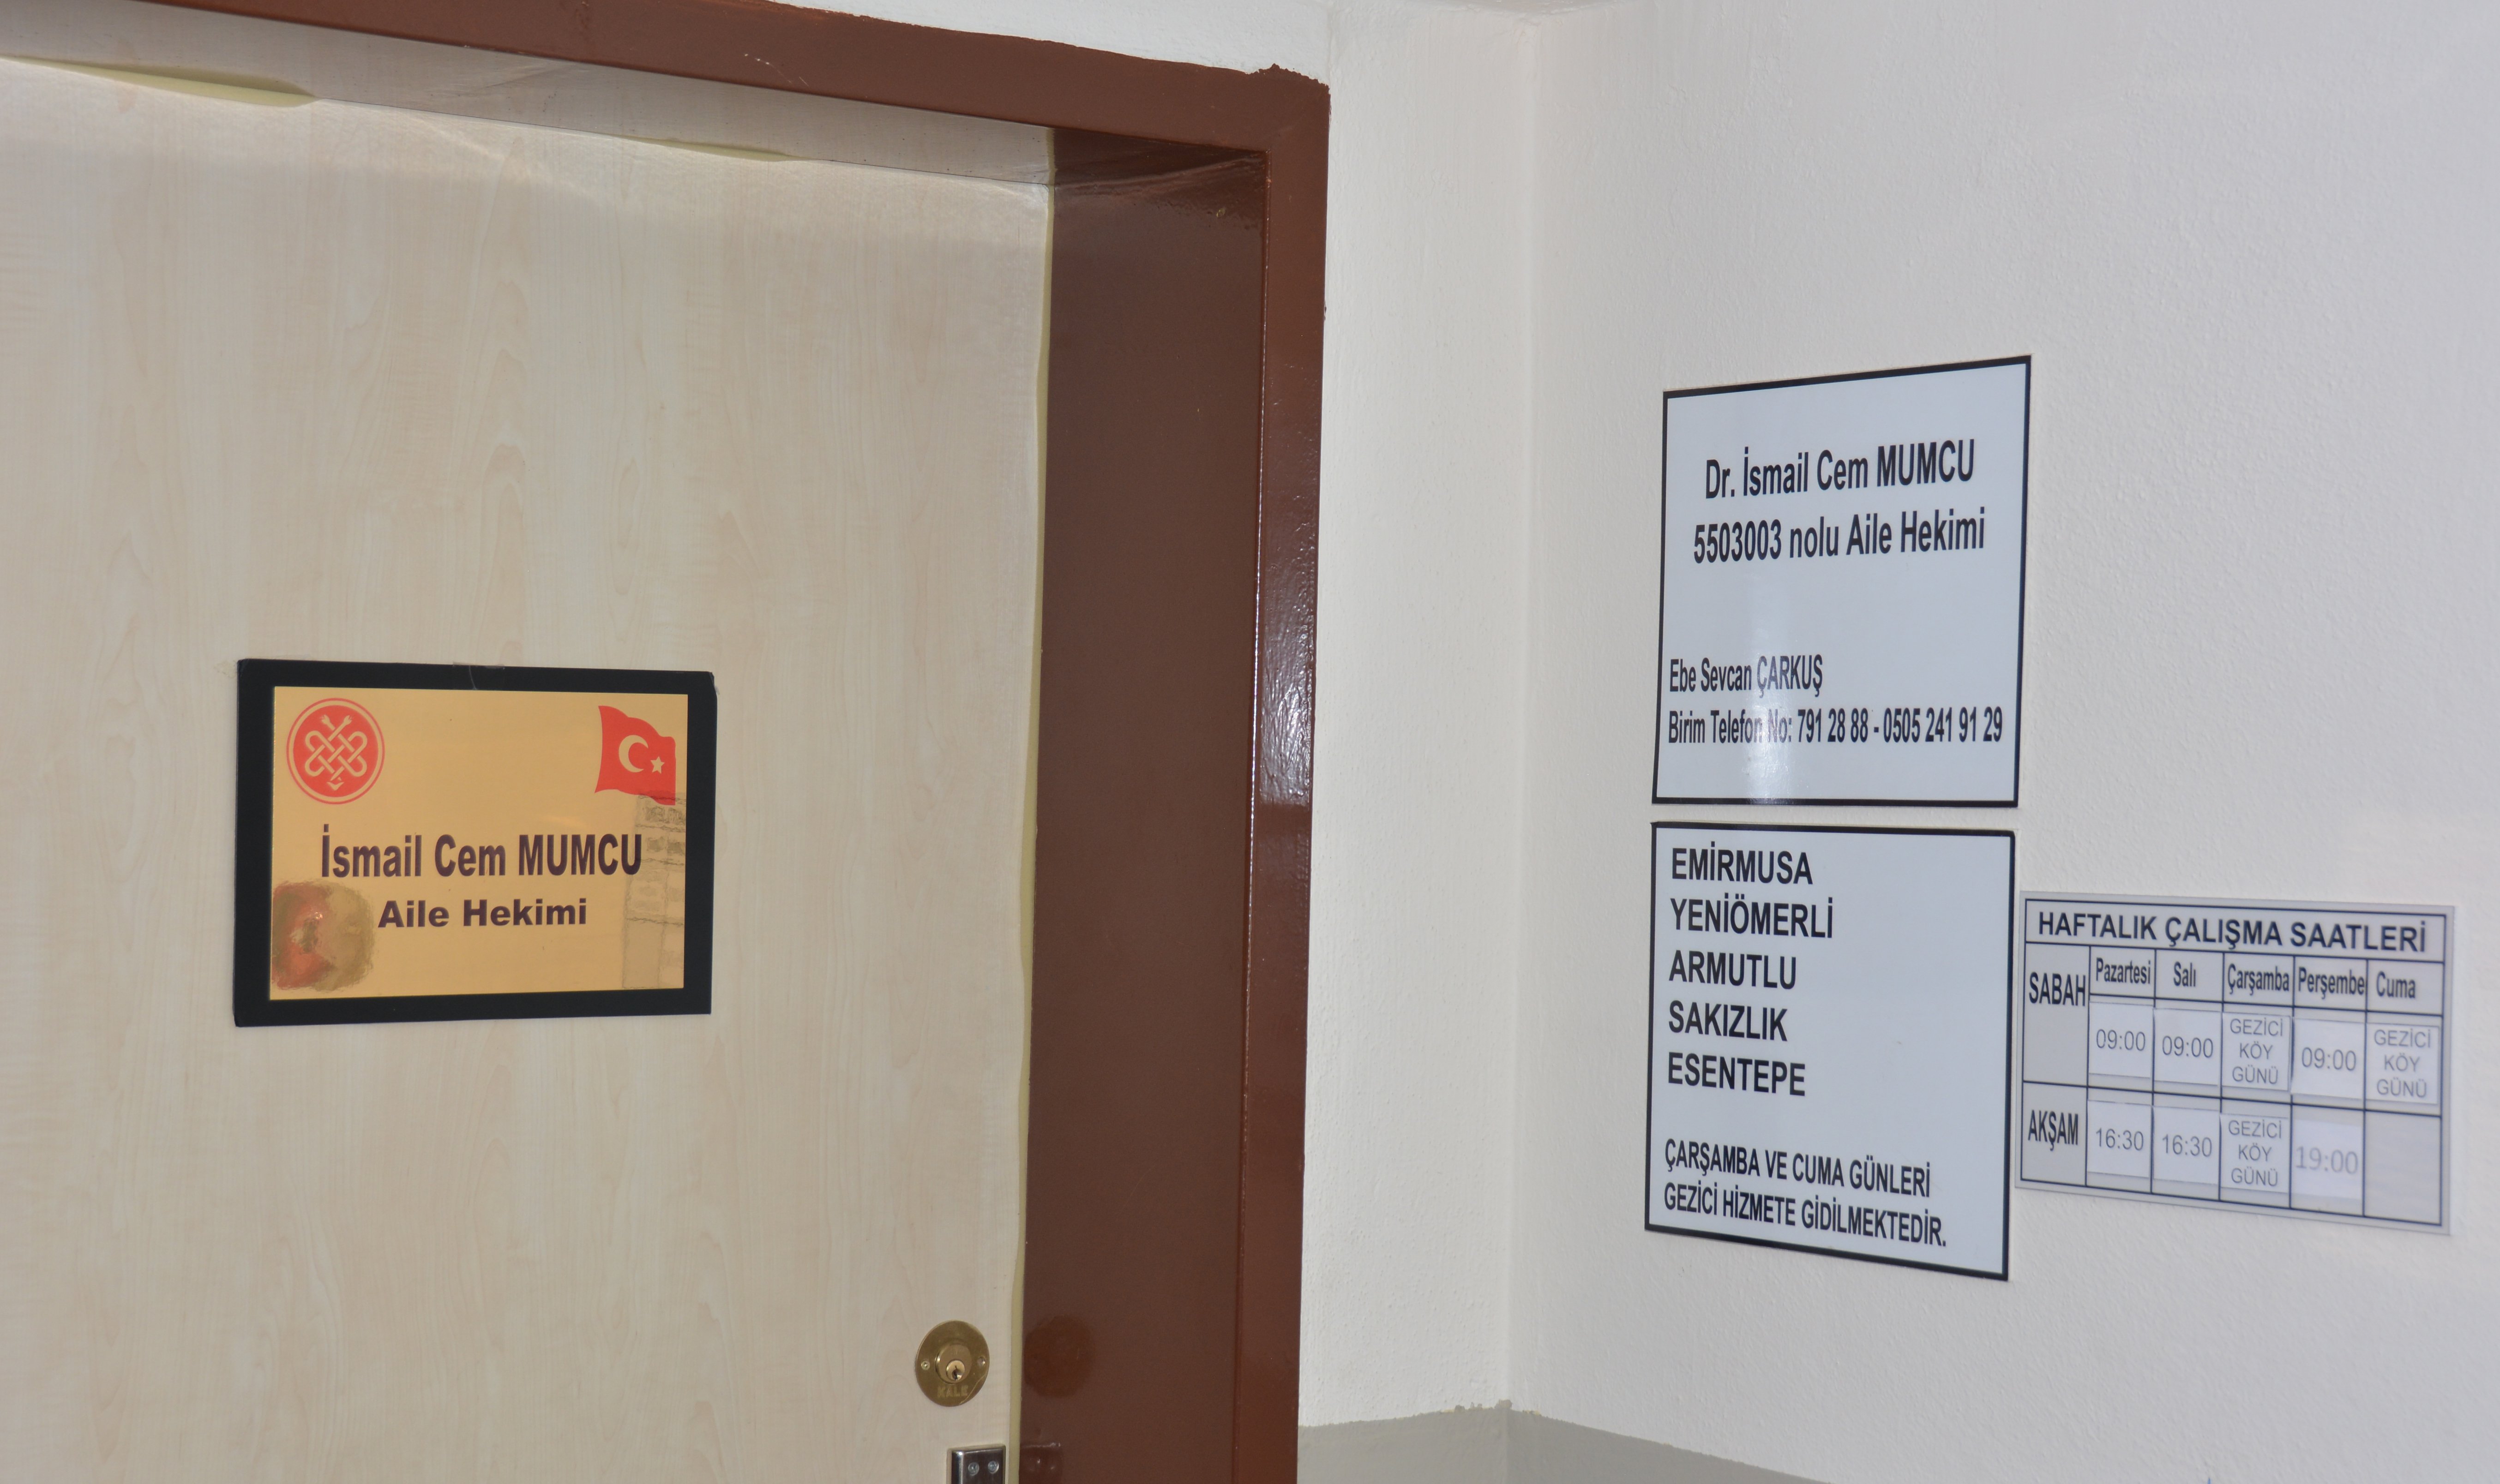 İsmail Cem MUMCU
Aile Hekimi
KALE
Dr. İsmail Cem MUMCU
5503003 nolu Aile Hekimi
Ebe Sevcan ÇARKUŞ
Birim Telefon No: 791 28 88 - 0505 241 91 29
EMİRMUSA
YENİÖMERLİ
ARMUTLU
SAKIZLIK
ESENTEPE
ÇARŞAMBA VE CUMA GÜNLERİ
GEZİCİ HİZMETE GİDİLMEKTEDİR.
HAFTALIK ÇALIŞMA SAATLERİ
SABAH Pazartesi Salı Çarşamba Perşembe Cuma
09:00 09:00 GEZİCİ KÖY GÜNÜ 09:00 GEZİCİ KÖY GÜNÜ
AKŞAM 16:30 16:30 GEZİCİ KÖY GÜNÜ 19:00